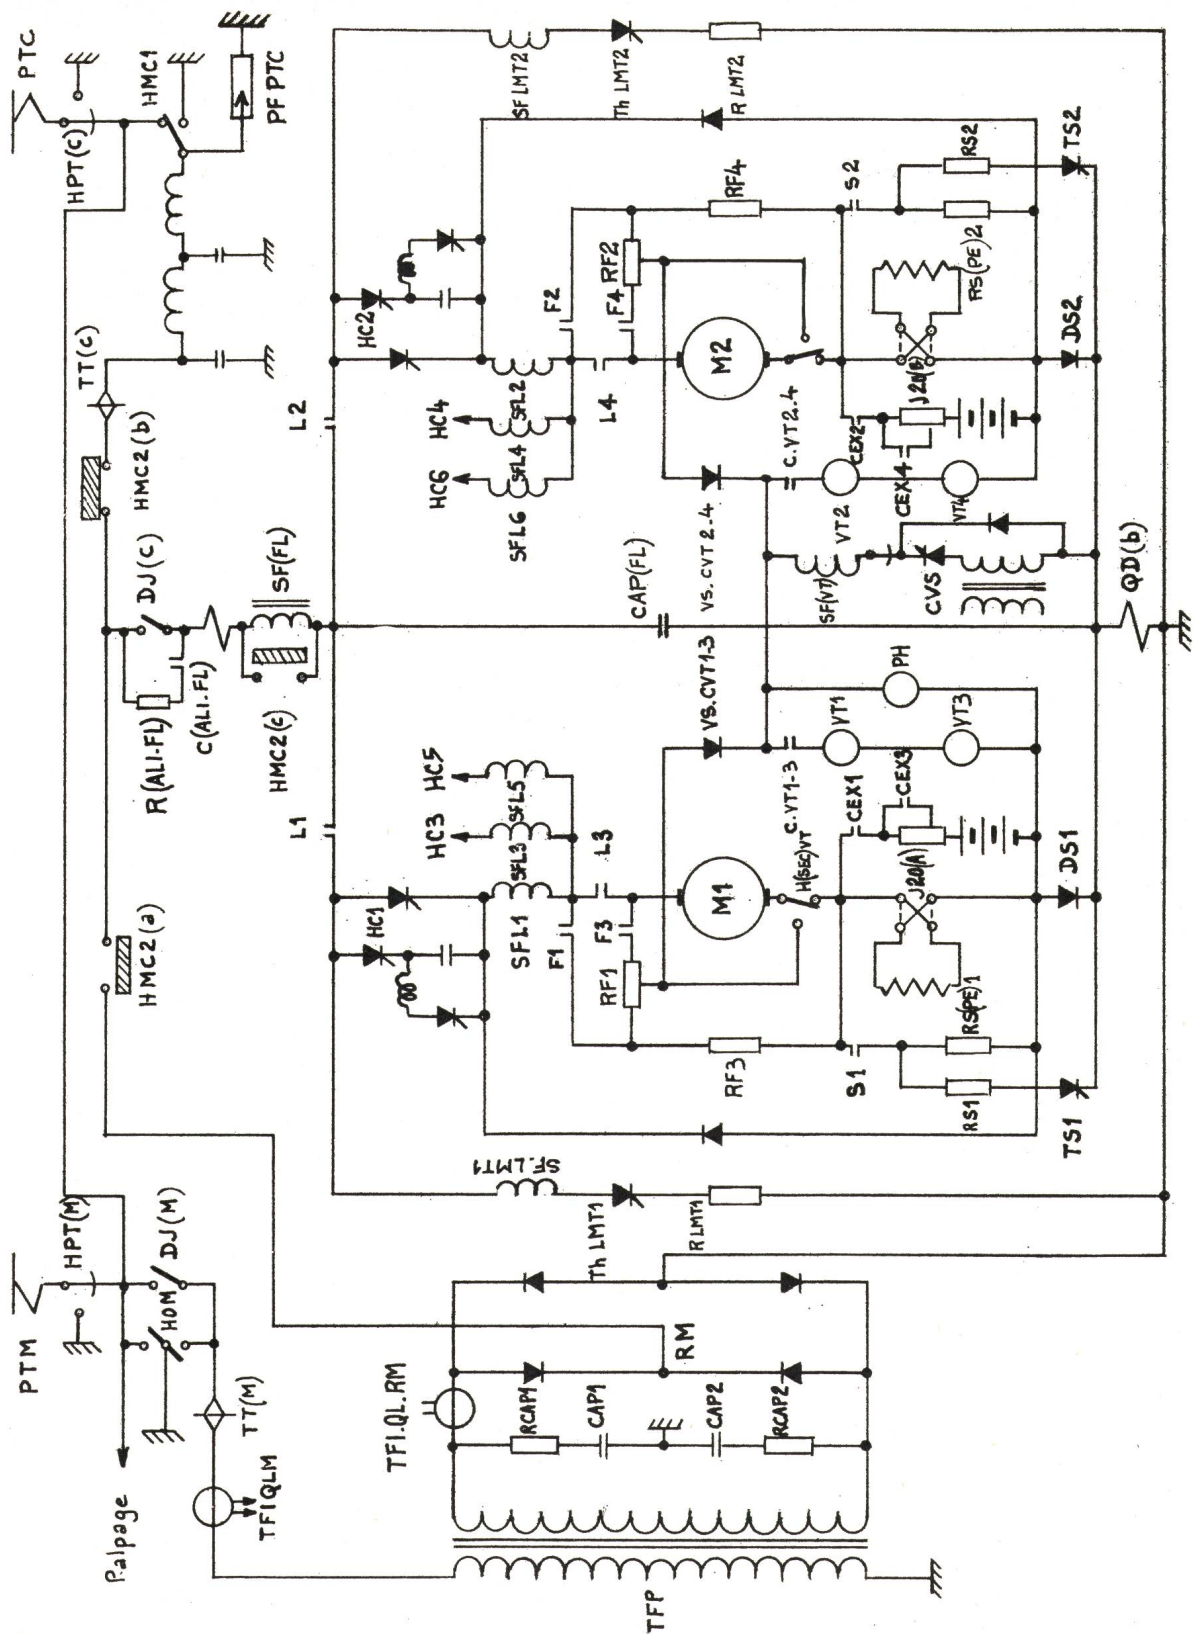 PTC
HPT(c)
HMC1
PF PTC
TT(c)
HMC2(b)
DJ(c)
R(ALI-FL)
C(ALI.FL)
SF(FL)
HMC2(c)
HMC2(a)
PTM
HPT(M)
DJ(M)
HOM
Palpage
TT(M)
TFIQLM
TFP
TFI.QL.RM
RCAP1
CAP1
CAP2
RCAP2
RM
SF.LMT1
Th LMT1
R LMT1
L1
HC1
SFL1
SFL3
SFL5
HC3
HC5
F1
F3
L3
RF1
RF3
M1
H(SEC)VT
S1
RS1
RS(PE)1
TS1
DS1
J20(A)
CEX1
CEX3
C.VT1-3
VS.CVT1-3
VT1
VT3
PH
CAP(FL)
L2
HC2
SFL2
SFL4
SFL6
HC4
HC6
F2
F4
L4
RF2
RF4
M2
VS.CVT2.4
C.VT2.4
CEX2
CEX4
VT2
VT4
SF(VT)
CVS
QD(b)
J20(B)
S2
RS2
RS(PE)2
TS2
DS2
SF LMT2
Th LMT2
R LMT2